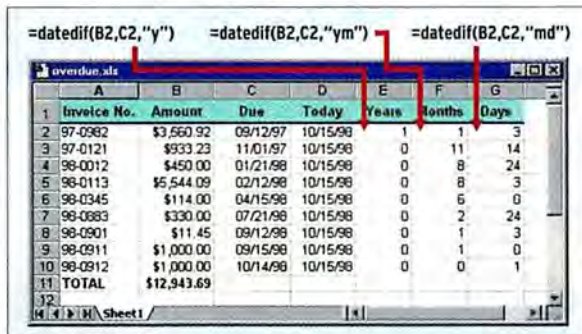 =datedif(B2,C2,"y") =datedif(B2,C2,"ym") =datedif(B2,C2,"md")
overdue.xls
A B C D E F G
1 Invoice No. Amount Due Today Years Months Days
2 97-0982 $3,560.92 09/12/97 10/15/98 1 1 3
3 97-0121 $933.23 11/01/97 10/15/98 0 11 14
4 98-0012 $450.00 01/21/98 10/15/98 0 8 24
5 98-0113 $5,544.09 02/12/98 10/15/98 0 8 3
6 98-0345 $114.00 04/15/98 10/15/98 0 6 0
7 98-0883 $330.00 07/21/98 10/15/98 0 2 24
8 98-0901 $11.45 09/12/98 10/15/98 0 1 3
9 98-0911 $1,000.00 09/15/98 10/15/98 0 1 0
10 98-0912 $1,000.00 10/14/98 10/15/98 0 0 1
11 TOTAL $12,943.69
12
Sheet1